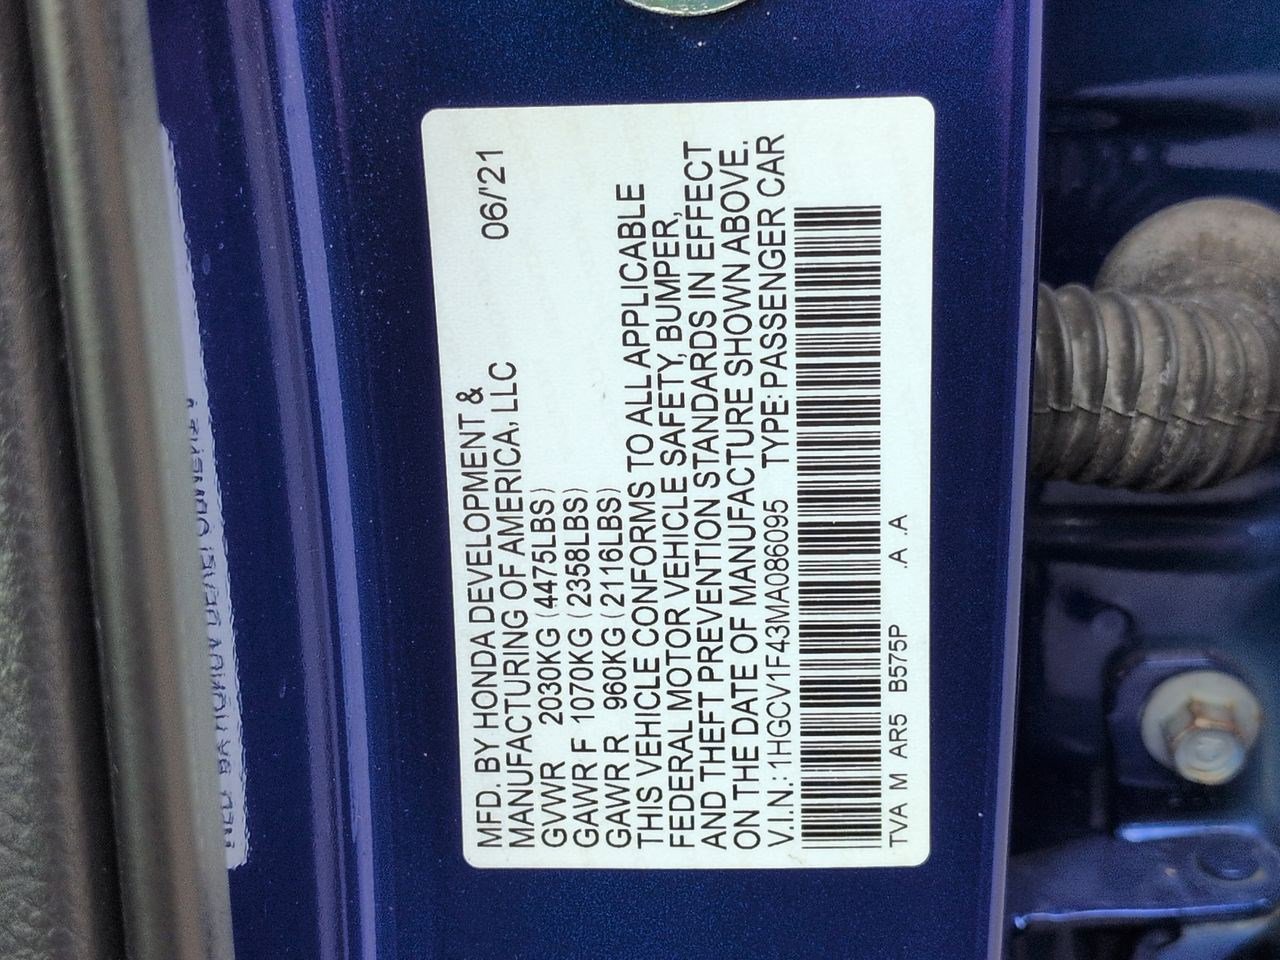 MFD. BY HONDA DEVELOPMENT &
MANUFACTURING OF AMERICA, LLC 06/'21
GVWR 2030KG (4475LBS)
GAWR F 1070KG (2358LBS)
GAWR R 960KG (2116LBS)
THIS VEHICLE CONFORMS TO ALL APPLICABLE
FEDERAL MOTOR VEHICLE SAFETY, BUMPER,
AND THEFT PREVENTION STANDARDS IN EFFECT
ON THE DATE OF MANUFACTURE SHOWN ABOVE.
V.I.N.: 1HGCV1F43MA086095 TYPE: PASSENGER CAR
TVA M AR5 B575P .A .A